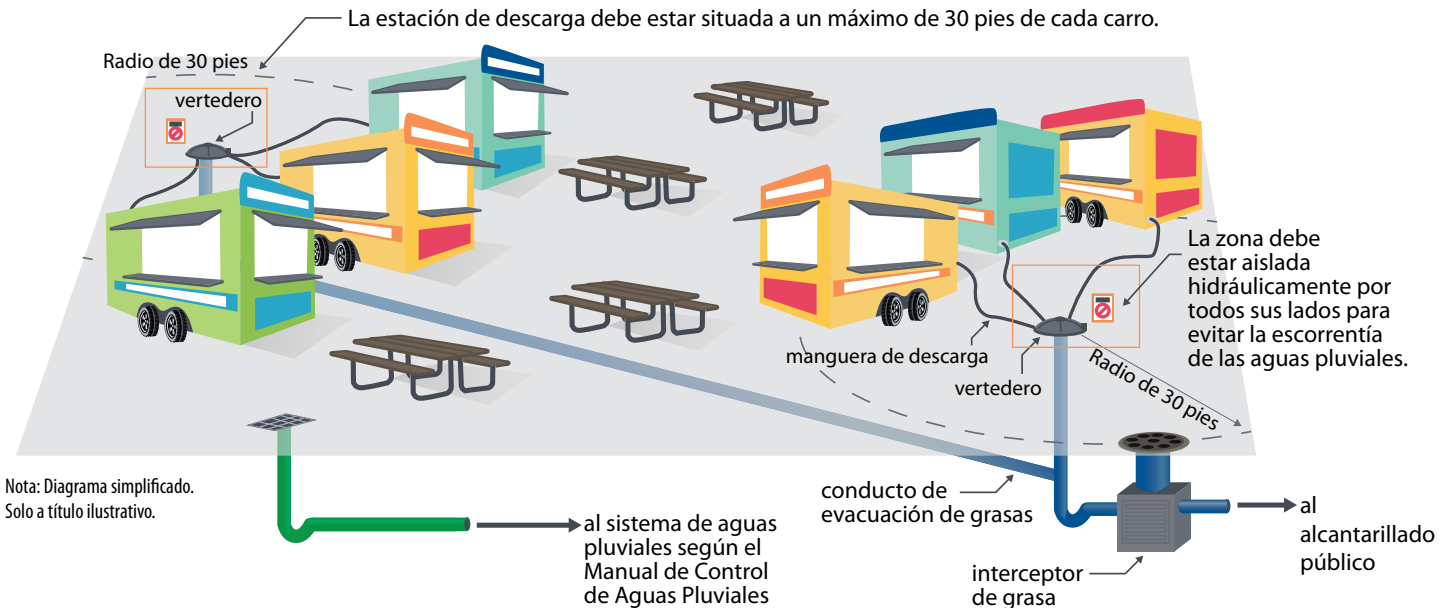 La estación de descarga debe estar situada a un máximo de 30 pies de cada carro.
Radio de 30 pies
vertedero
La zona debe
estar aislada
hidráulicamente por
todos sus lados para
evitar la escorrentía
de las aguas pluviales.
manguera de descarga
vertedero
Radio de 30 pies
Nota: Diagrama simplificado.
Solo a título ilustrativo.
conducto de
evacuación de grasas
al sistema de aguas
pluviales según el
Manual de Control
de Aguas Pluviales
interceptor
de grasa
al
alcantarillado
público